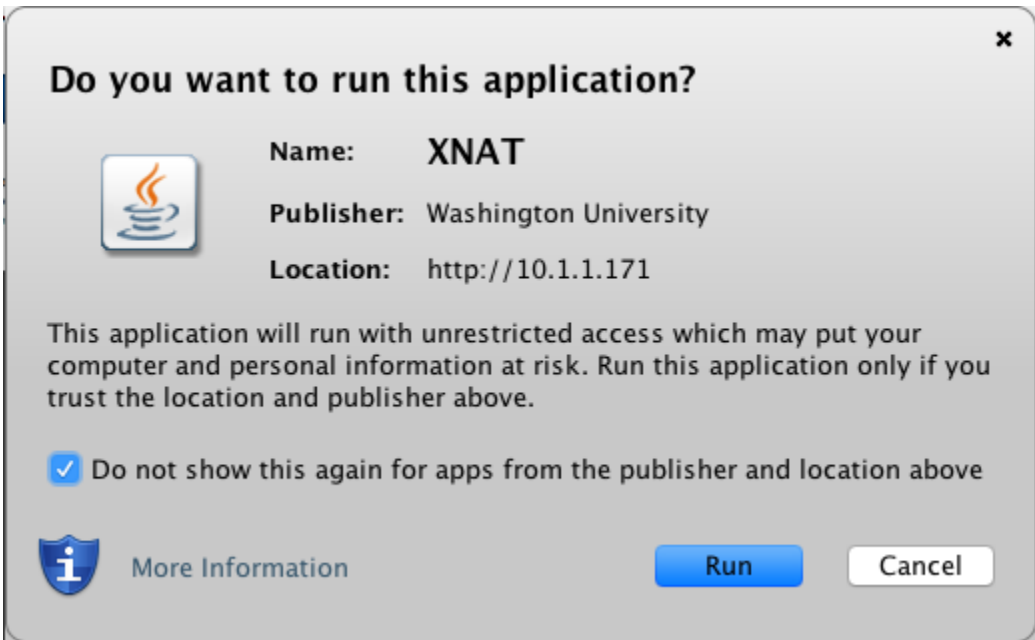 Do you want to run this application?
Name: XNAT
Publisher: Washington University
Location: http://10.1.1.171
This application will run with unrestricted access which may put your
computer and personal information at risk. Run this application only if you
trust the location and publisher above.
Do not show this again for apps from the publisher and location above
More Information
Run
Cancel